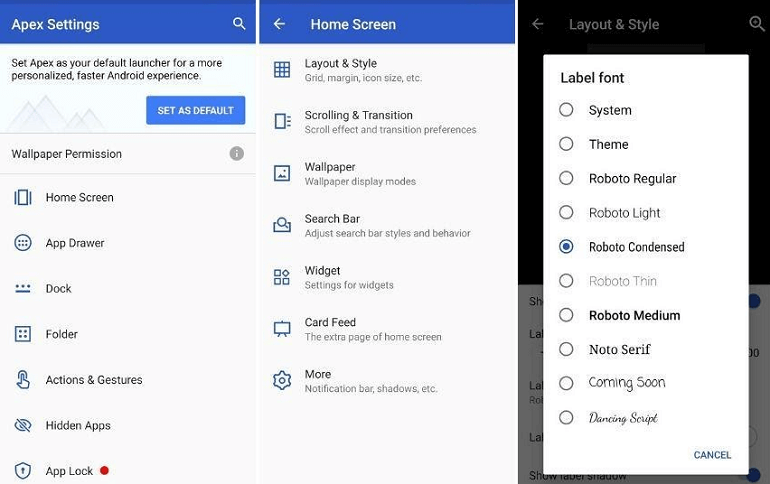 Apex Settings
Set Apex as your default launcher for a more
personalized, faster Android experience.
SET AS DEFAULT
Wallpaper Permission
Home Screen
App Drawer
Dock
Folder
Actions & Gestures
Hidden Apps
App Lock
Home Screen
Layout & Style
Grid, margin, icon size, etc.
Scrolling & Transition
Scroll effect and transition preferences
Wallpaper
Wallpaper display modes
Search Bar
Adjust search bar styles and behavior
Widget
Settings for widgets
Card Feed
The extra page of home screen
More
Notification bar, shadows, etc.
Layout & Style
Label font
System
Theme
Roboto Regular
Roboto Light
Roboto Condensed
Roboto Thin
Roboto Medium
Noto Serif
Coming Soon
Dancing Script
CANCEL
Show label shadow